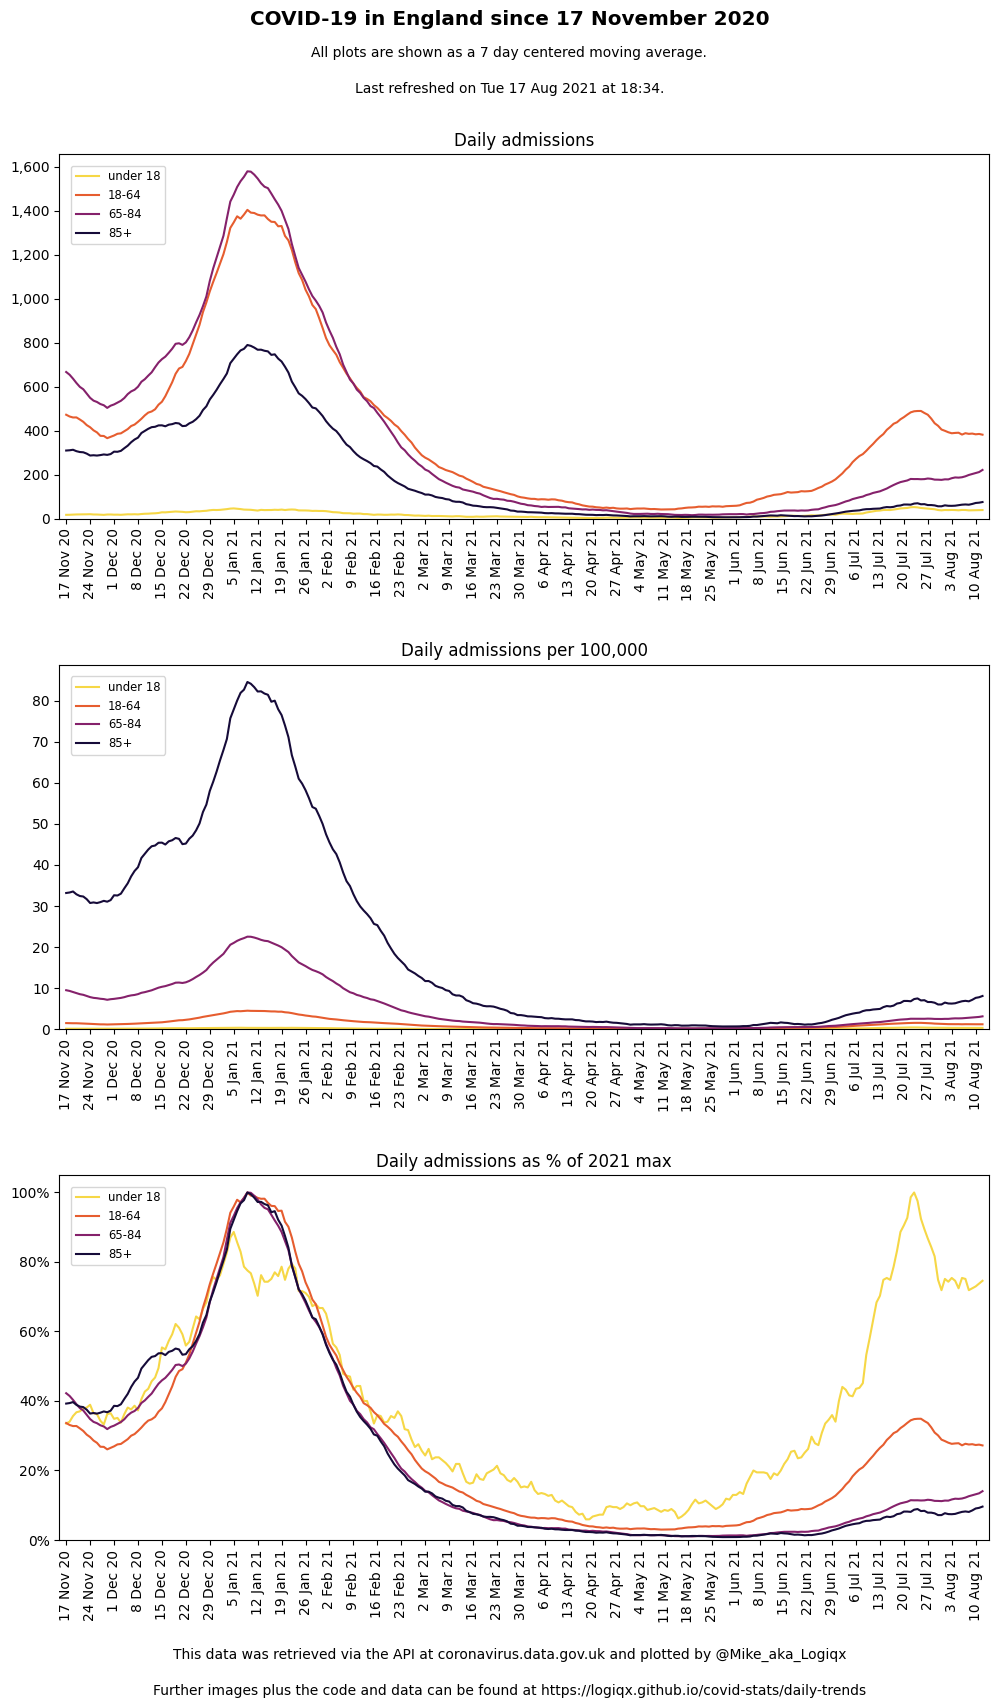 COVID-19 in England since 17 November 2020
All plots are shown as a 7 day centered moving average.
Last refreshed on Tue 17 Aug 2021 at 18:34.
Daily admissions
under 18
18-64
65-84
85+
1,600
1,400
1,200
1,000
800
600
400
200
0
17 Nov 20
24 Nov 20
1 Dec 20
8 Dec 20
15 Dec 20
22 Dec 20
29 Dec 20
5 Jan 21
12 Jan 21
19 Jan 21
26 Jan 21
2 Feb 21
9 Feb 21
16 Feb 21
23 Feb 21
2 Mar 21
9 Mar 21
16 Mar 21
23 Mar 21
30 Mar 21
6 Apr 21
13 Apr 21
20 Apr 21
27 Apr 21
4 May 21
11 May 21
18 May 21
25 May 21
1 Jun 21
8 Jun 21
15 Jun 21
22 Jun 21
29 Jun 21
6 Jul 21
13 Jul 21
20 Jul 21
27 Jul 21
3 Aug 21
10 Aug 21
Daily admissions per 100,000
under 18
18-64
65-84
85+
80
70
60
50
40
30
20
10
0
17 Nov 20
24 Nov 20
1 Dec 20
8 Dec 20
15 Dec 20
22 Dec 20
29 Dec 20
5 Jan 21
12 Jan 21
19 Jan 21
26 Jan 21
2 Feb 21
9 Feb 21
16 Feb 21
23 Feb 21
2 Mar 21
9 Mar 21
16 Mar 21
23 Mar 21
30 Mar 21
6 Apr 21
13 Apr 21
20 Apr 21
27 Apr 21
4 May 21
11 May 21
18 May 21
25 May 21
1 Jun 21
8 Jun 21
15 Jun 21
22 Jun 21
29 Jun 21
6 Jul 21
13 Jul 21
20 Jul 21
27 Jul 21
3 Aug 21
10 Aug 21
Daily admissions as % of 2021 max
under 18
18-64
65-84
85+
100%
80%
60%
40%
20%
0%
17 Nov 20
24 Nov 20
1 Dec 20
8 Dec 20
15 Dec 20
22 Dec 20
29 Dec 20
5 Jan 21
12 Jan 21
19 Jan 21
26 Jan 21
2 Feb 21
9 Feb 21
16 Feb 21
23 Feb 21
2 Mar 21
9 Mar 21
16 Mar 21
23 Mar 21
30 Mar 21
6 Apr 21
13 Apr 21
20 Apr 21
27 Apr 21
4 May 21
11 May 21
18 May 21
25 May 21
1 Jun 21
8 Jun 21
15 Jun 21
22 Jun 21
29 Jun 21
6 Jul 21
13 Jul 21
20 Jul 21
27 Jul 21
3 Aug 21
10 Aug 21
This data was retrieved via the API at coronavirus.data.gov.uk and plotted by @Mike_aka_Logiqx
Further images plus the code and data can be found at https://logiqx.github.io/covid-stats/daily-trends